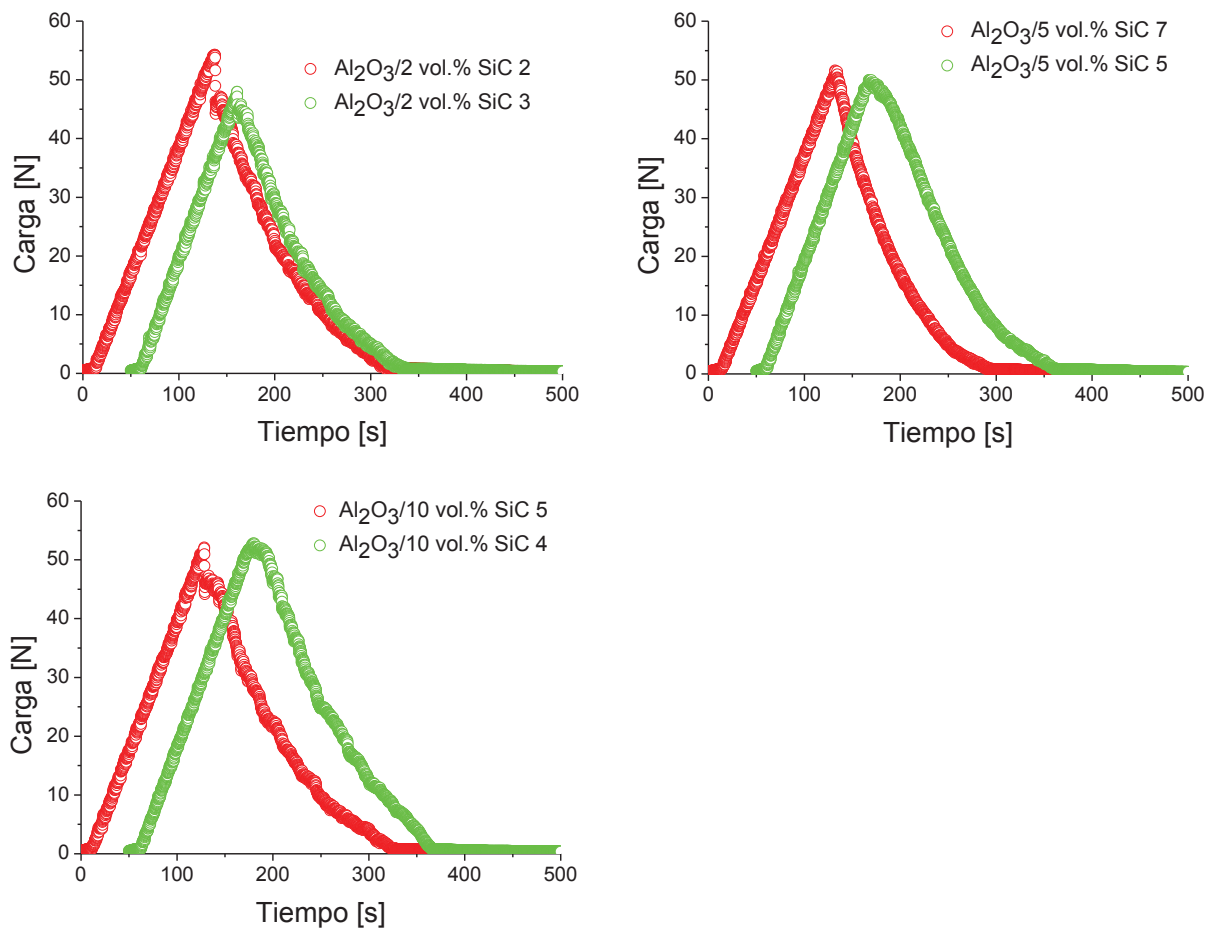 60
50
40
30
20
10
0
Carga [N]
Al₂O₃/2 vol.% SiC 2
Al₂O₃/2 vol.% SiC 3
0 100 200 300 400 500
Tiempo [s]
60
50
40
30
20
10
0
Carga [N]
Al₂O₃/5 vol.% SiC 7
Al₂O₃/5 vol.% SiC 5
0 100 200 300 400 500
Tiempo [s]
60
50
40
30
20
10
0
Carga [N]
Al₂O₃/10 vol.% SiC 5
Al₂O₃/10 vol.% SiC 4
0 100 200 300 400 500
Tiempo [s]